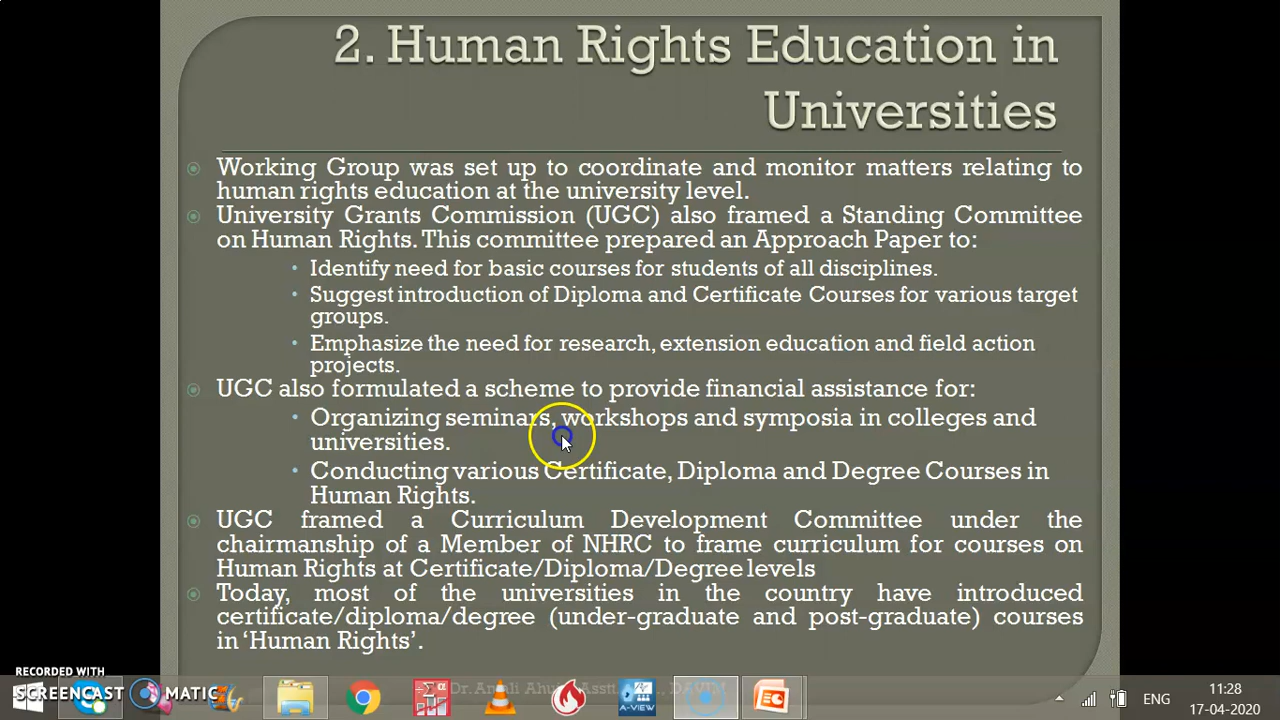 2. Human Rights Education in
Universities
Working Group was set up to coordinate and monitor matters relating to
human rights education at the university level.
University Grants Commission (UGC) also framed a Standing Committee
on Human Rights. This committee prepared an Approach Paper to:
Identify need for basic courses for students of all disciplines.
Suggest introduction of Diploma and Certificate Courses for various target
groups.
Emphasize the need for research, extension education and field action
projects.
UGC also formulated a scheme to provide financial assistance for:
Organizing seminars, workshops and symposia in colleges and
universities.
Conducting various Certificate, Diploma and Degree Courses in
Human Rights.
UGC framed a Curriculum Development Committee under the
chairmanship of a Member of NHRC to frame curriculum for courses on
Human Rights at Certificate/Diploma/Degree levels
Today, most of the universities in the country have introduced
certificate/diploma/degree (under-graduate and post-graduate) courses
in ‘Human Rights’.
RECORDED WITH
SCREENCAST MATIC
Dr.
A-VIEW
ENG
11:28
17-04-2020